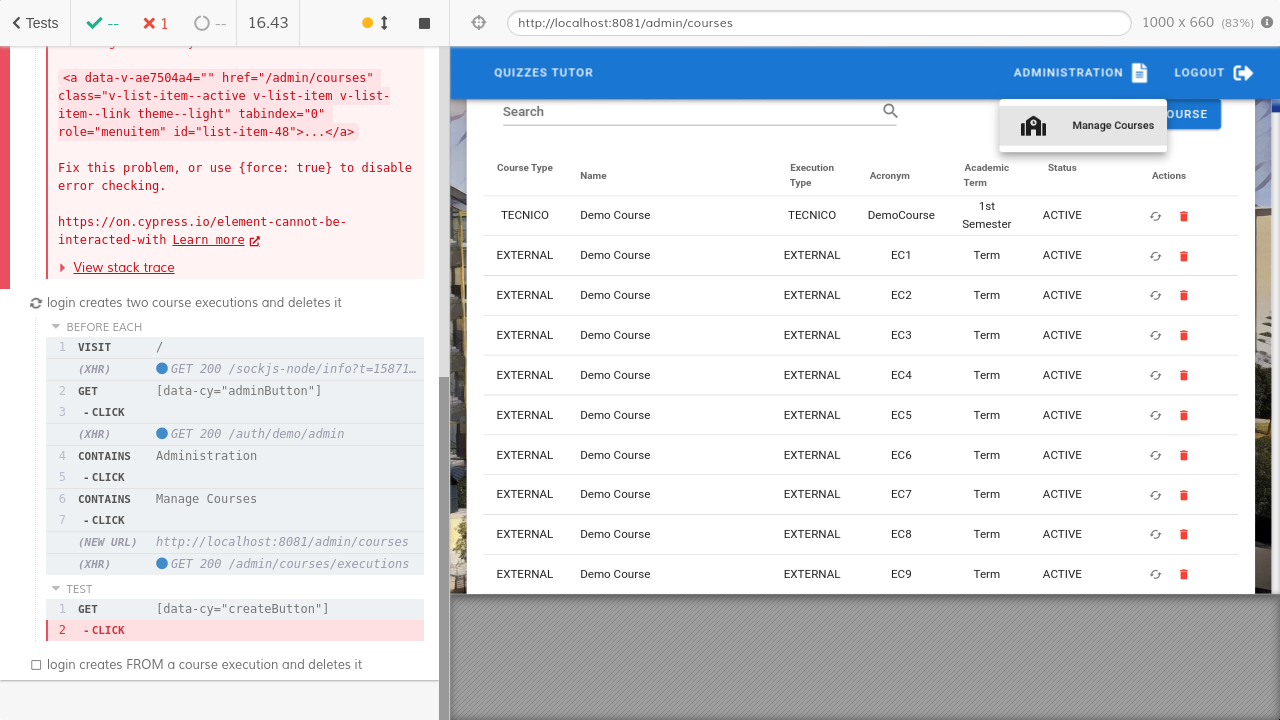 Tests
--
1
--
16.43
<a data-v-ae7504a4="" href="/admin/courses"
class="v-list-item--active v-list-item v-list-
item--link theme--light" tabindex="0"
role="menuitem" id="list-item-48">...</a>
Fix this problem, or use {force: true} to disable
error checking.
https://on.cypress.io/element-cannot-be-
interacted-with Learn more
View stack trace
login creates two course executions and deletes it
BEFORE EACH
1 VISIT /
(XHR) GET 200 /sockjs-node/info?t=15871…
2 GET [data-cy="adminButton"]
3 -CLICK
(XHR) GET 200 /auth/demo/admin
4 CONTAINS Administration
5 -CLICK
6 CONTAINS Manage Courses
7 -CLICK
(NEW URL) http://localhost:8081/admin/courses
(XHR) GET 200 /admin/courses/executions
TEST
1 GET [data-cy="createButton"]
2 -CLICK
login creates FROM a course execution and deletes it
http://localhost:8081/admin/courses
1000 x 660 (83%)
QUIZZES TUTOR
ADMINISTRATION
LOGOUT
Search
OURSE
Manage Courses
Course Type Name Execution Type Acronym Academic Term Status Actions
TECNICO Demo Course TECNICO DemoCourse 1st Semester ACTIVE
EXTERNAL Demo Course EXTERNAL EC1 Term ACTIVE
EXTERNAL Demo Course EXTERNAL EC2 Term ACTIVE
EXTERNAL Demo Course EXTERNAL EC3 Term ACTIVE
EXTERNAL Demo Course EXTERNAL EC4 Term ACTIVE
EXTERNAL Demo Course EXTERNAL EC5 Term ACTIVE
EXTERNAL Demo Course EXTERNAL EC6 Term ACTIVE
EXTERNAL Demo Course EXTERNAL EC7 Term ACTIVE
EXTERNAL Demo Course EXTERNAL EC8 Term ACTIVE
EXTERNAL Demo Course EXTERNAL EC9 Term ACTIVE